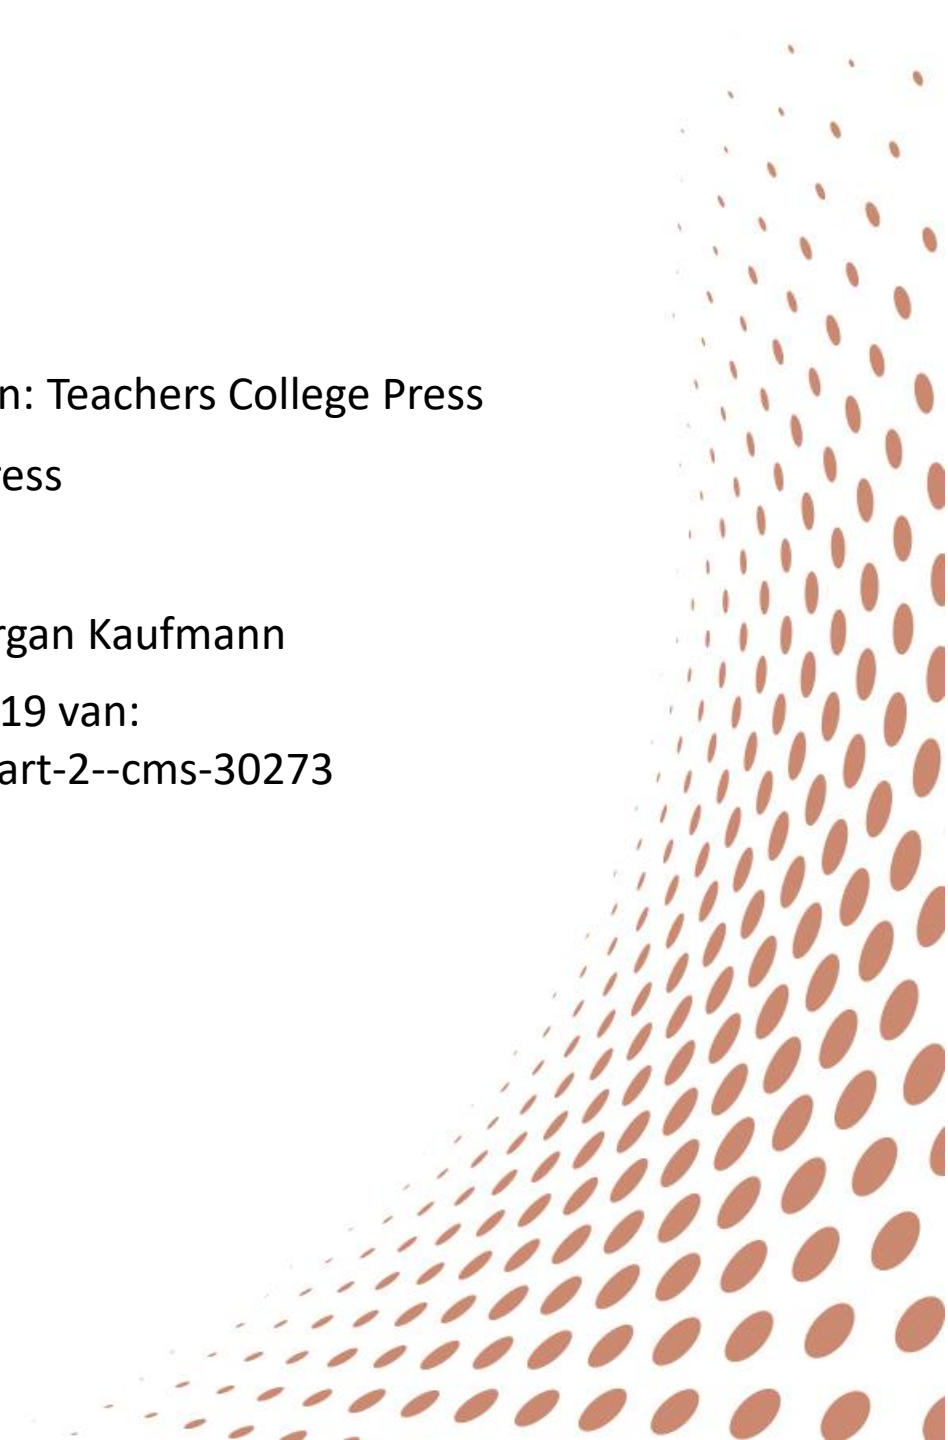 n: Teachers College Press
ess
rgan Kaufmann
19 van:
art-2--cms-30273